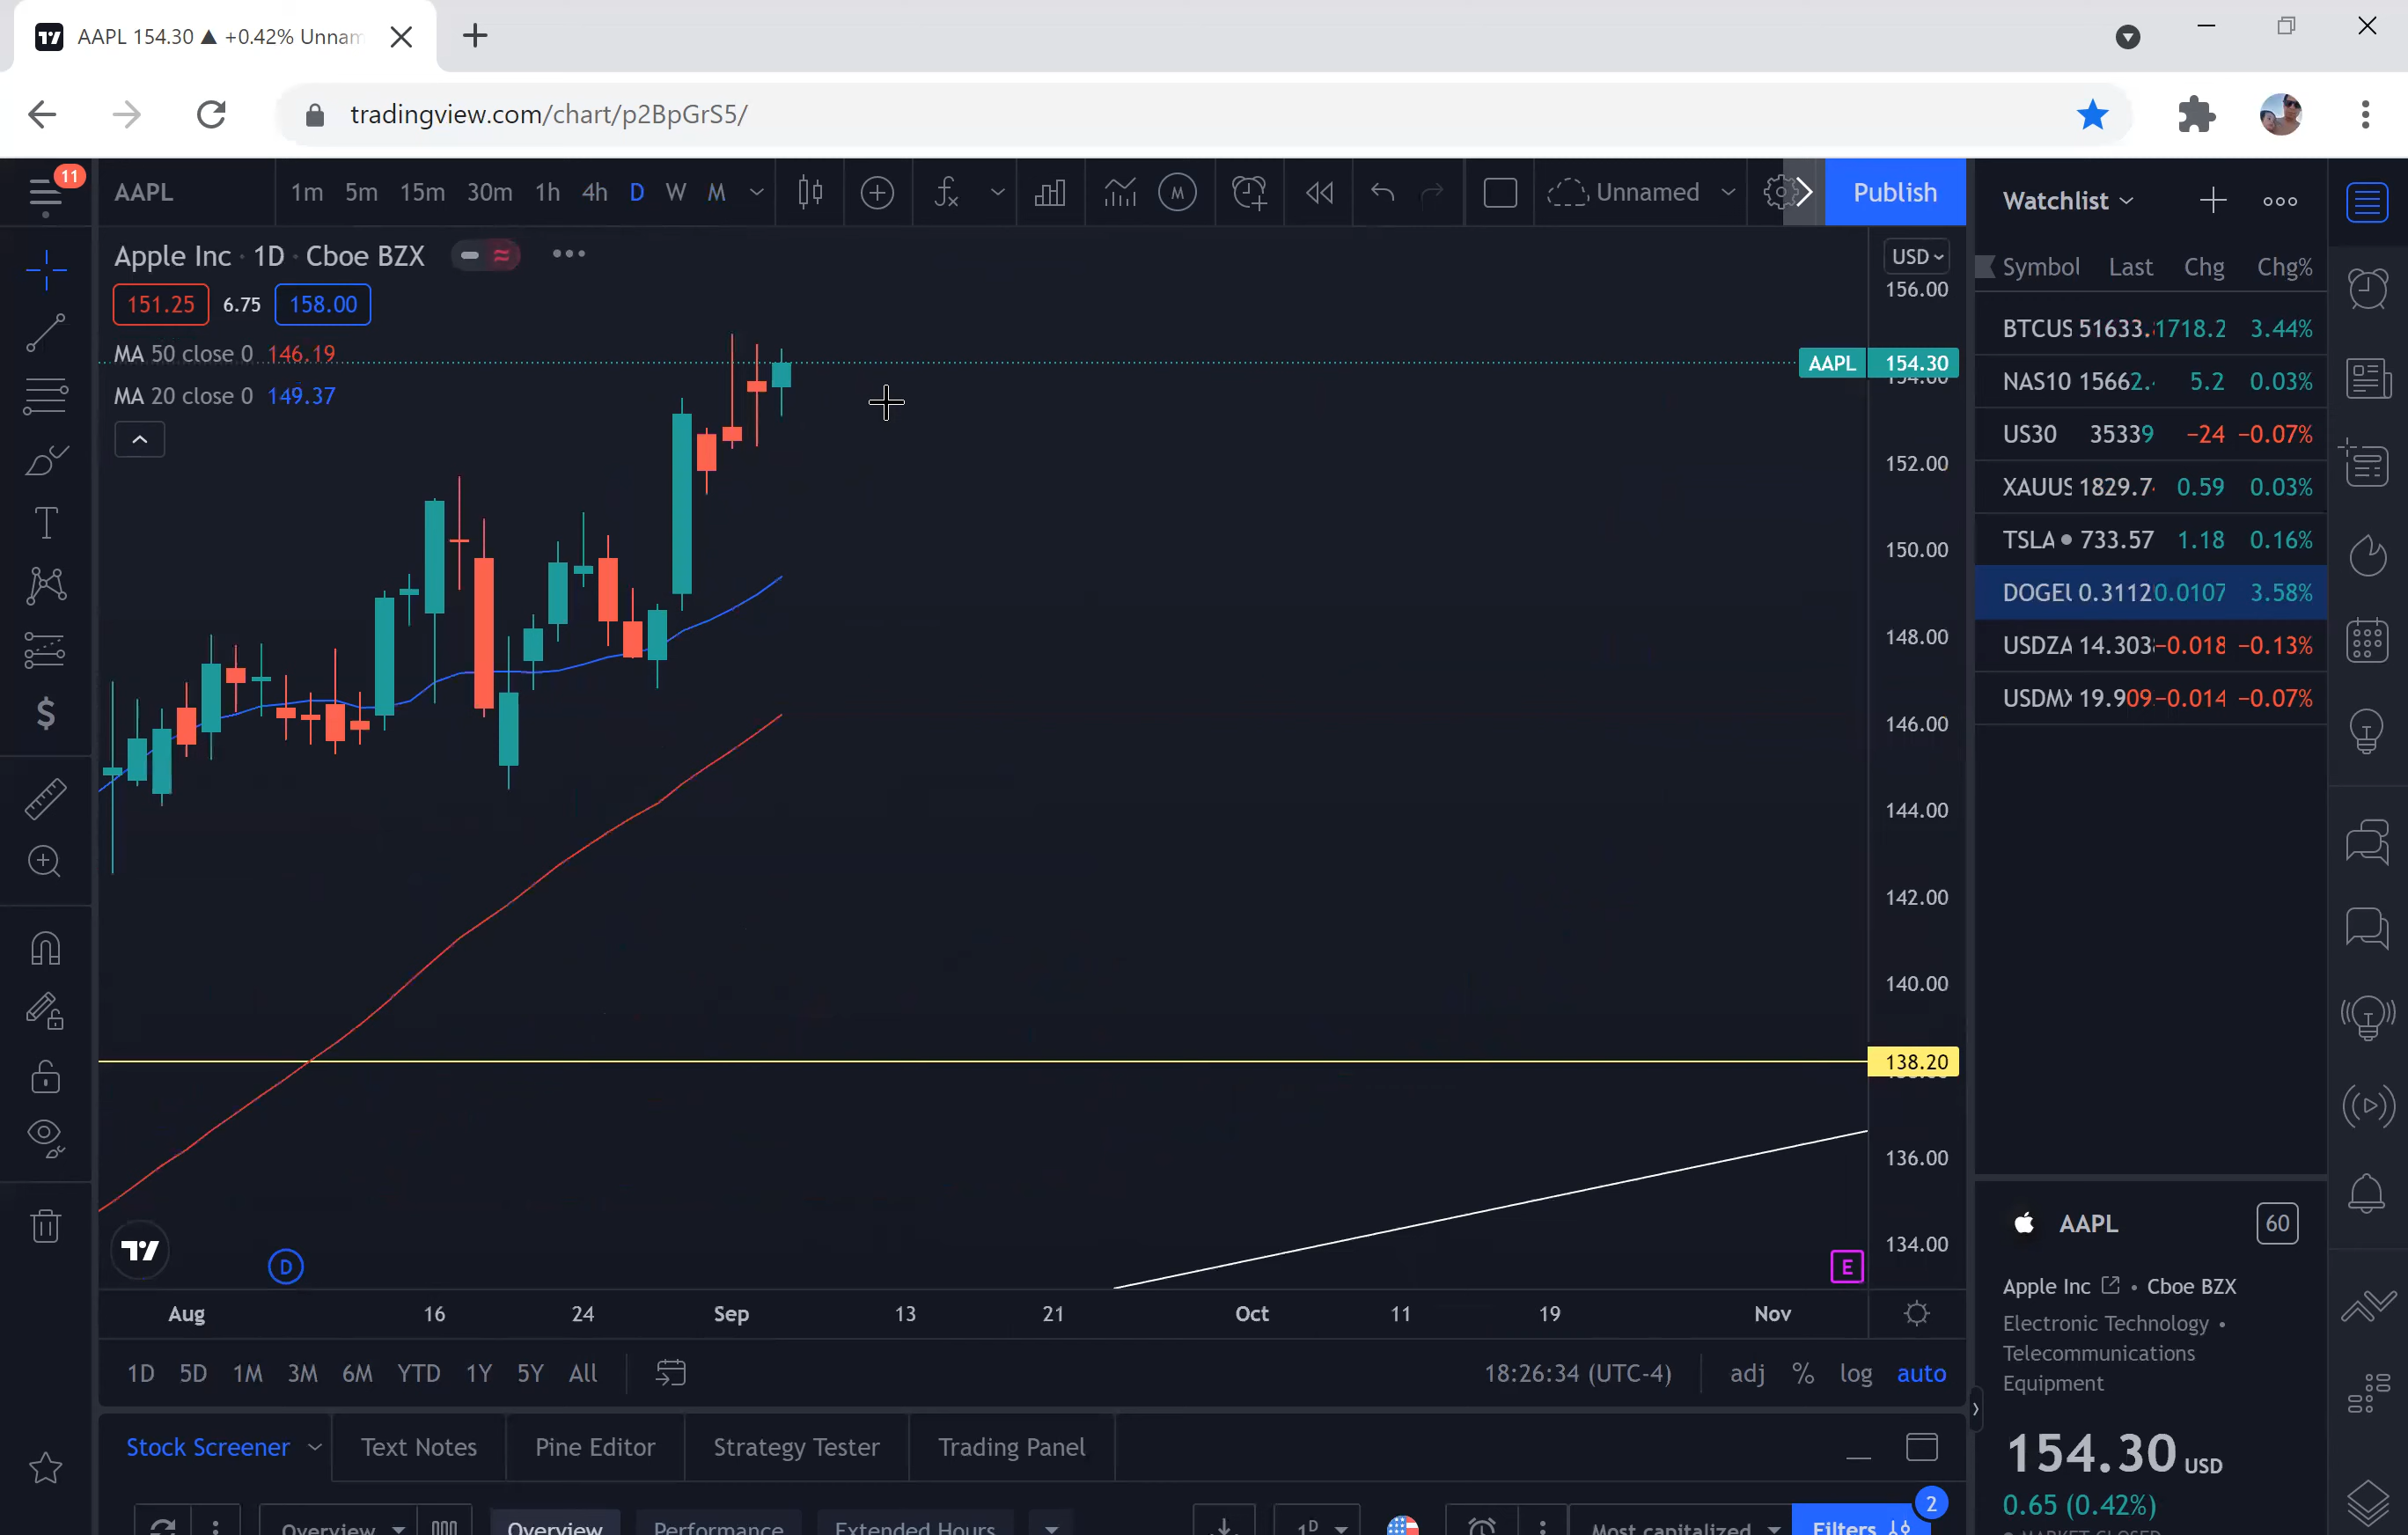 AAPL 154.30 ▲ +0.42% Unnam
tradingview.com/chart/p2BpGrS5/
11
AAPL 1m 5m 15m 30m 1h 4h D W M
M
Unnamed
Publish
Watchlist
Apple Inc · 1D · Cboe BZX
151.25 6.75 158.00
MA 50 close 0 146.19
MA 20 close 0 149.37
USD
156.00
AAPL 154.30
152.00
150.00
148.00
146.00
144.00
142.00
140.00
138.20
136.00
134.00
D
E
Aug 16 24 Sep 13 21 Oct 11 19 Nov
1D 5D 1M 3M 6M YTD 1Y 5Y All
18:26:34 (UTC-4) adj % log auto
Stock Screener Text Notes Pine Editor Strategy Tester Trading Panel
Overview Overview Performance Extended Hours 1D Most capitalized Filters 2
Symbol Last Chg Chg%
BTCUS 51633. 1718.2 3.44%
NAS10 15662. 5.2 0.03%
US30 35339 −24 −0.07%
XAUUS 1829.7 0.59 0.03%
TSLA 733.57 1.18 0.16%
DOGEU 0.3112 0.0107 3.58%
USDZA 14.303 −0.018 −0.13%
USDMX 19.909 −0.014 −0.07%
AAPL 60
Apple Inc • Cboe BZX
Electronic Technology •
Telecommunications
Equipment
154.30 USD
0.65 (0.42%)
MARKET CLOSED